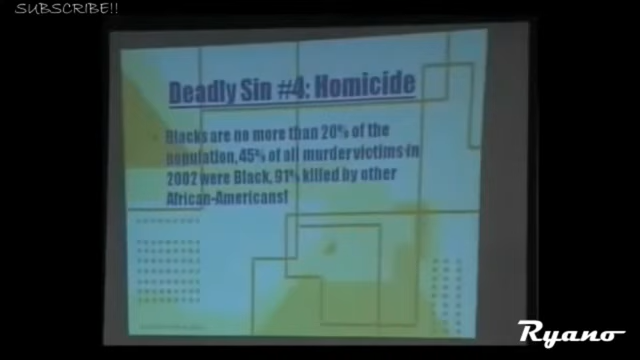 SUBSCRIBE!!
Deadly Sin #4: Homicide
Blacks are no more than 20% of the
population, 45% of all murder victims in
2002 were Black, 91% killed by other
African-Americans!
Ryano